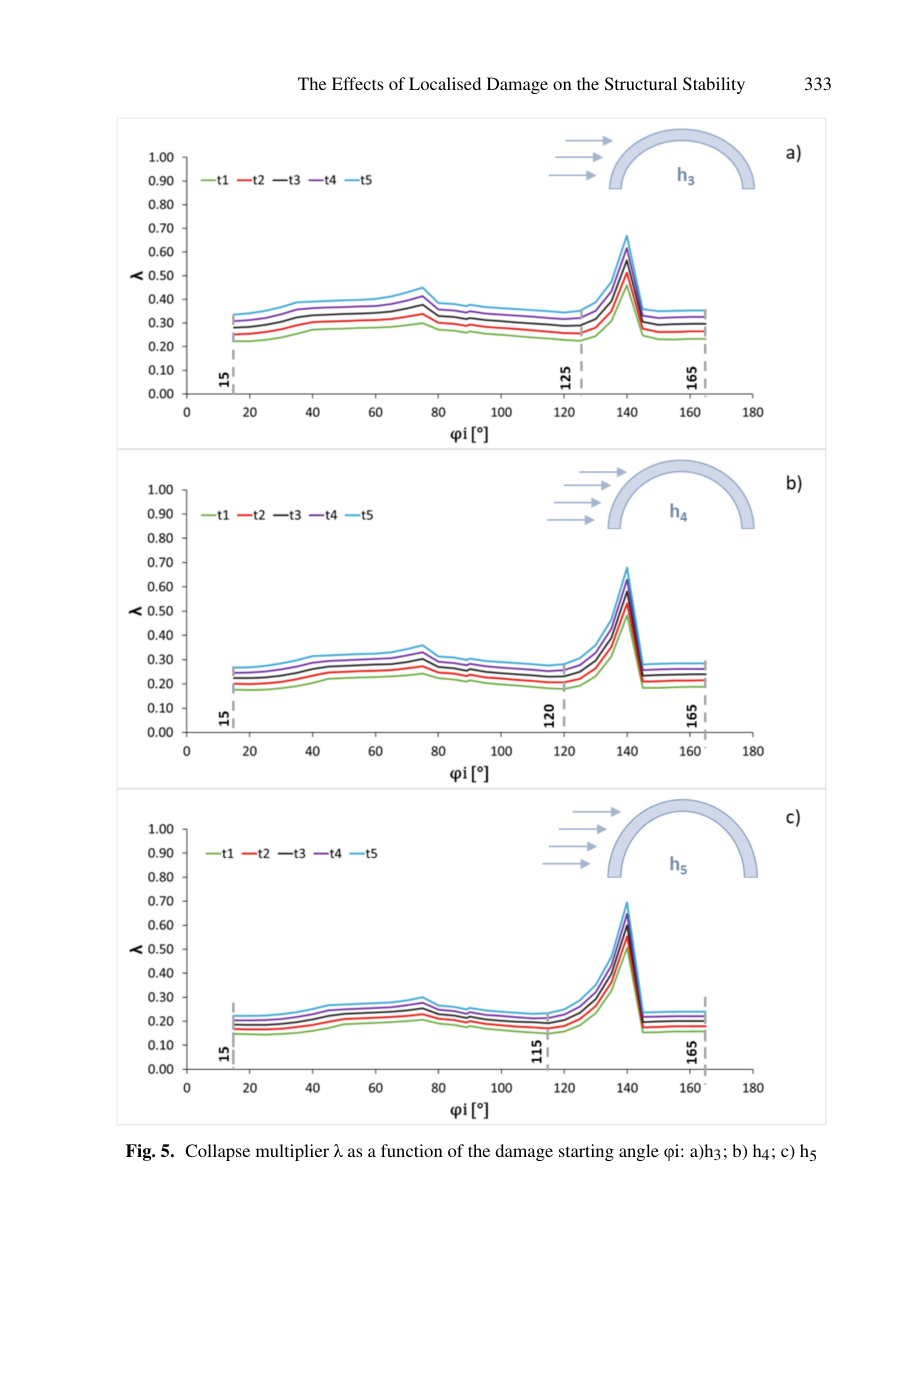 The Effects of Localised Damage on the Structural Stability 333
a)
h3
t1 t2 t3 t4 t5
1.00
0.90
0.80
0.70
0.60
0.50
0.40
0.30
0.20
0.10
0.00
λ
15
125
165
0 20 40 60 80 100 120 140 160 180
φi [°]
b)
h4
t1 t2 t3 t4 t5
1.00
0.90
0.80
0.70
0.60
0.50
0.40
0.30
0.20
0.10
0.00
λ
15
120
165
0 20 40 60 80 100 120 140 160 180
φi [°]
c)
h5
t1 t2 t3 t4 t5
1.00
0.90
0.80
0.70
0.60
0.50
0.40
0.30
0.20
0.10
0.00
λ
15
115
165
0 20 40 60 80 100 120 140 160 180
φi [°]
Fig. 5. Collapse multiplier λ as a function of the damage starting angle φi: a)h3; b) h4; c) h5